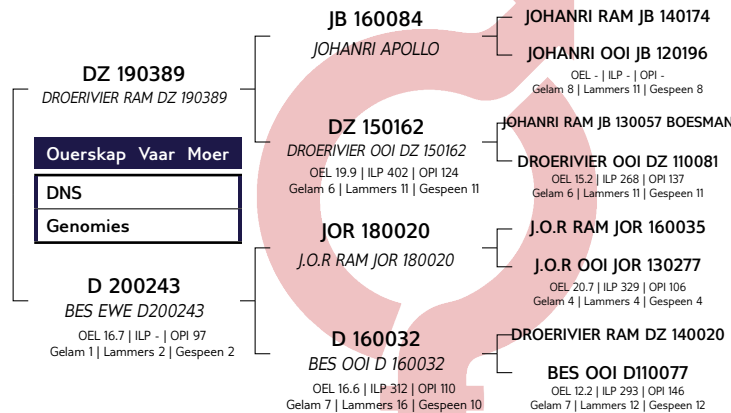 DZ 190389
DROERIVIER RAM DZ 190389
Ouerskap Vaar Moer
DNS
Genomies
D 200243
BES EWE D200243
OEL 16.7 | ILP - | OPI 97
Gelam 1 | Lammers 2 | Gespeen 2
JB 160084
JOHANRI APOLLO
DZ 150162
DROERIVIER OOI DZ 150162
OEL 19.9 | ILP 402 | OPI 124
Gelam 6 | Lammers 11 | Gespeen 11
JOR 180020
J.O.R RAM JOR 180020
D 160032
BES OOI D 160032
OEL 16.6 | ILP 312 | OPI 110
Gelam 7 | Lammers 16 | Gespeen 10
JOHANRI RAM JB 140174
JOHANRI OOI JB 120196
OEL - | ILP - | OPI -
Gelam 8 | Lammers 11 | Gespeen 8
JOHANRI RAM JB 130057 BOESMAN
DROERIVIER OOI DZ 110081
OEL 15.2 | ILP 268 | OPI 137
Gelam 6 | Lammers 11 | Gespeen 11
J.O.R RAM JOR 160035
J.O.R OOI JOR 130277
OEL 20.7 | ILP 329 | OPI 106
Gelam 4 | Lammers 4 | Gespeen 4
DROERIVIER RAM DZ 140020
BES OOI D110077
OEL 12.2 | ILP 293 | OPI 146
Gelam 7 | Lammers 12 | Gespeen 12